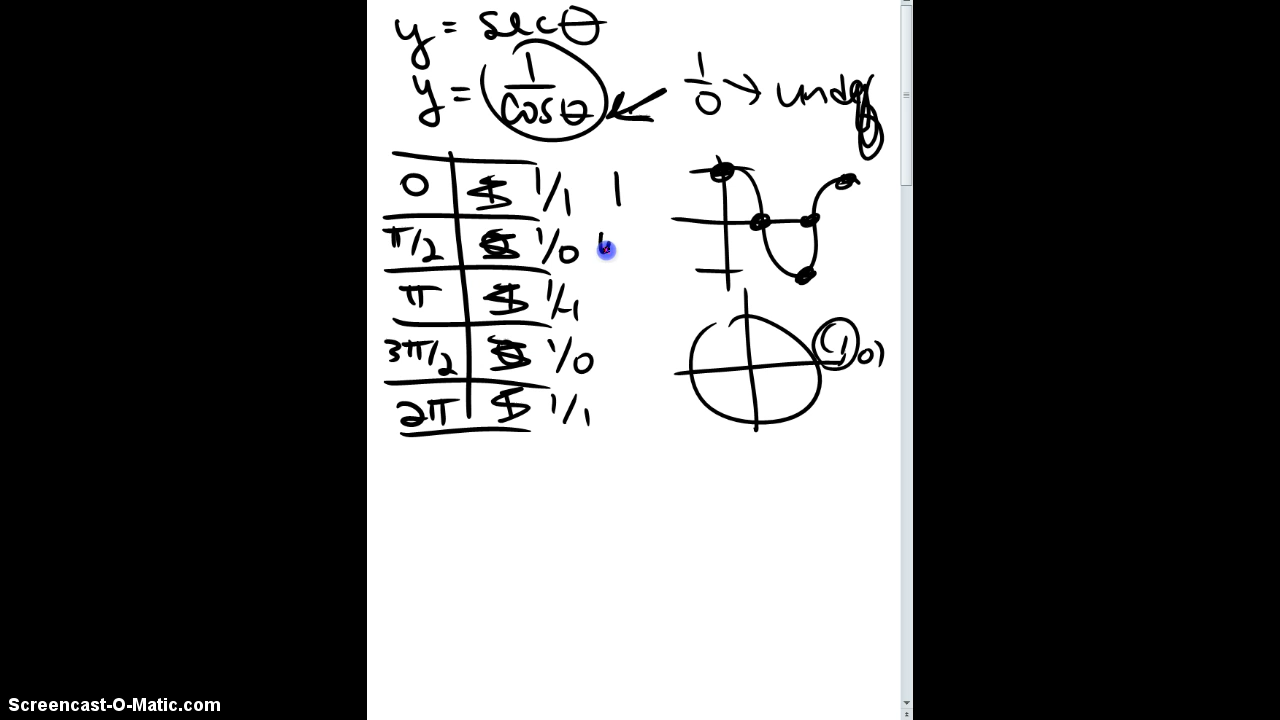 y = secθ
y = 1/cosθ
1/0 → undef
0 1/1 1
π/2 1/0
π 1/-1
3π/2 1/0
2π 1/1
(1,0)
Screencast-O-Matic.com